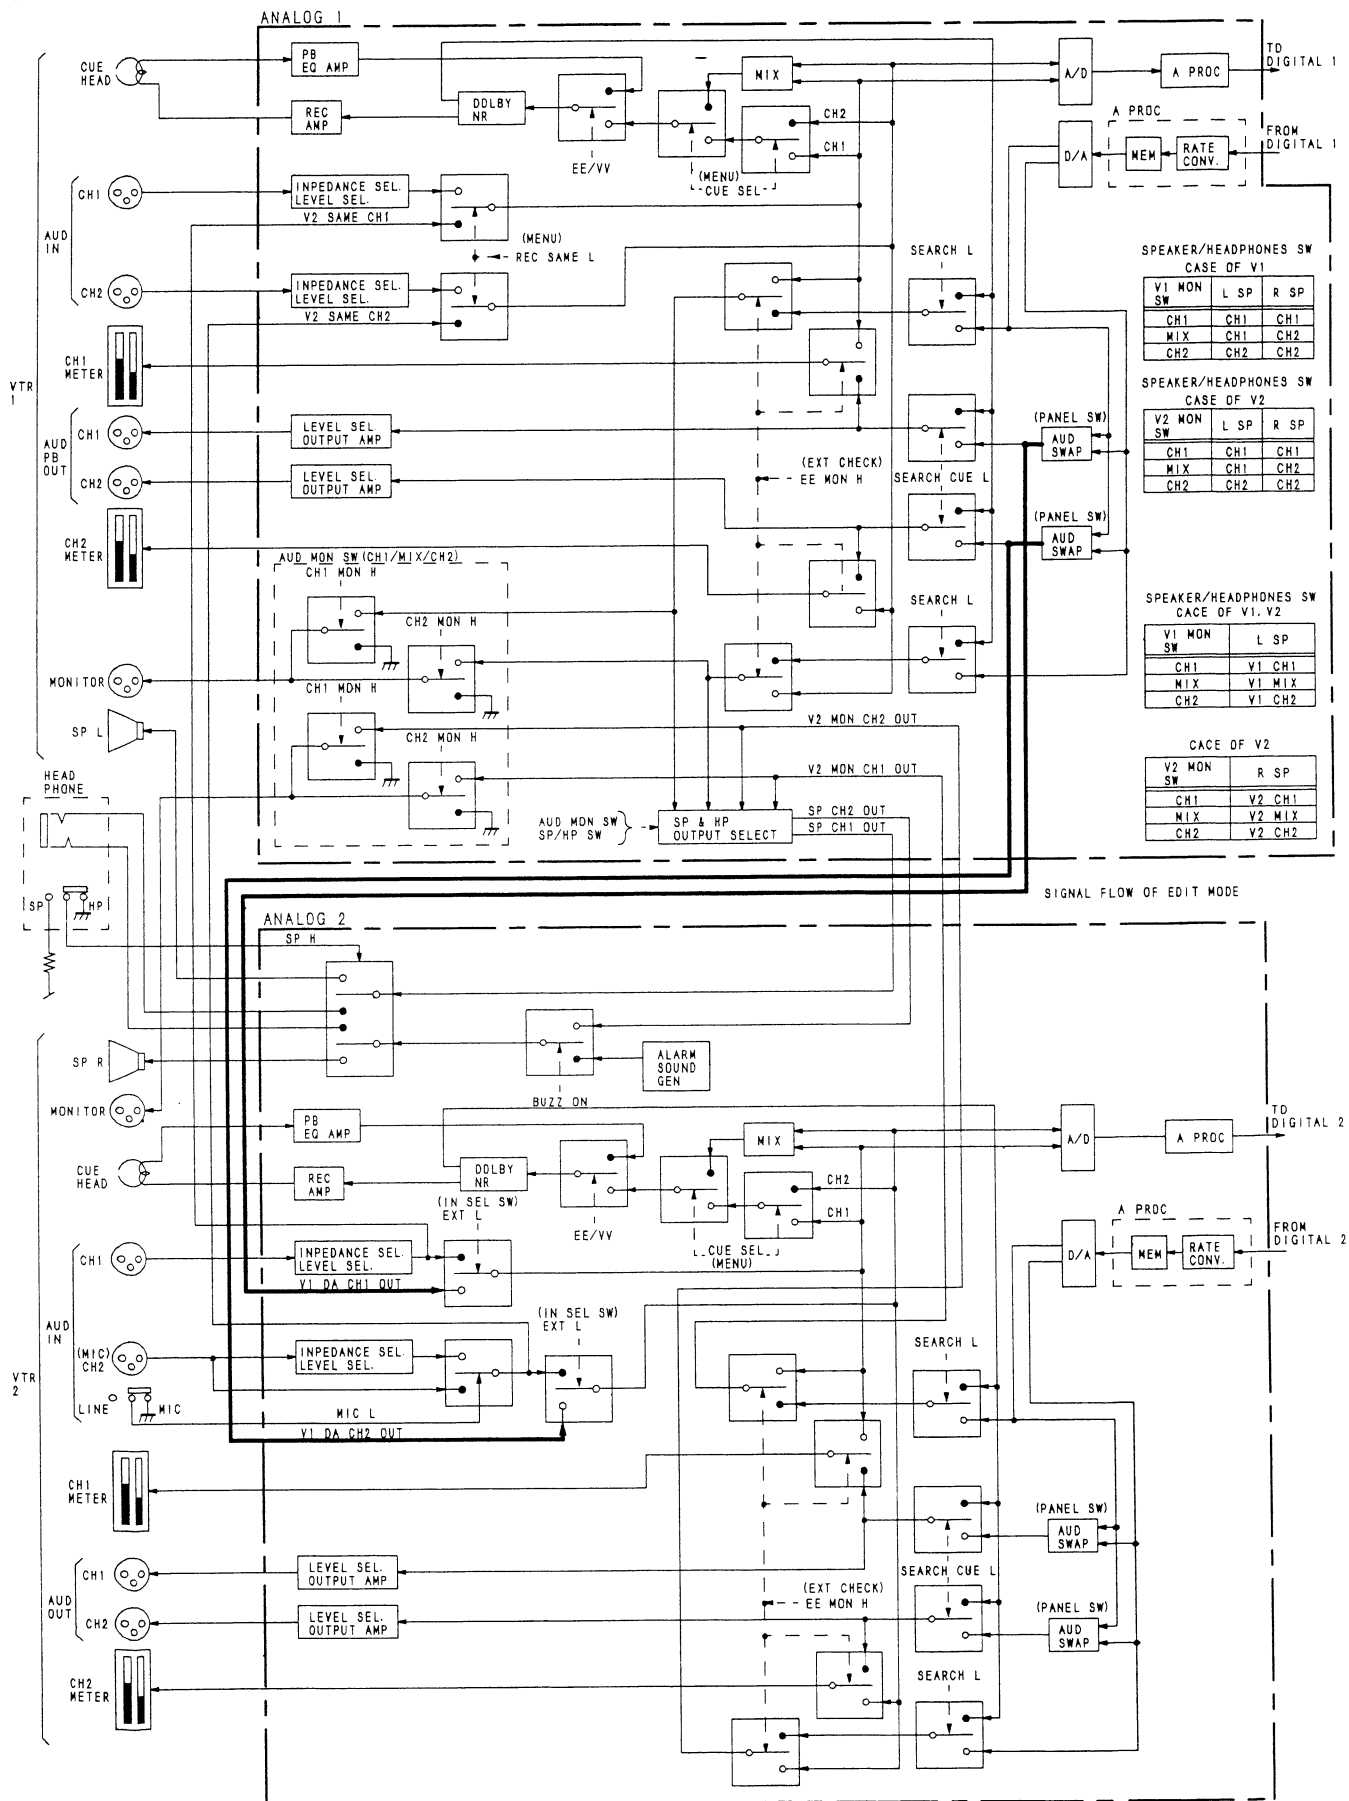 ANALOG 1
CUE
HEAD
PB
EQ AMP
REC
AMP
DOLBY
NR
EE/VV
MIX
CH2
CH1
(MENU)
CUE SEL
A/D
A PROC
TO
DIGITAL 1
A PROC
D/A
MEM
RATE
CONV.
FROM
DIGITAL 1
AUD
IN
CH1
INPEDANCE SEL.
LEVEL SEL.
V2 SAME CH1
(MENU)
REC SAME L
CH2
INPEDANCE SEL.
LEVEL SEL.
V2 SAME CH2
SEARCH L
SPEAKER/HEADPHONES SW
CASE OF V1
V1 MON SW
L SP
R SP
CH1 CH1 CH1
MIX CH1 CH2
CH2 CH2 CH2
VTR
1
CH1
METER
AUD
PB
OUT
CH1
LEVEL SEL.
OUTPUT AMP
CH2
LEVEL SEL.
OUTPUT AMP
(EXT CHECK)
EE MON H
SEARCH CUE L
(PANEL SW)
AUD
SWAP
(PANEL SW)
AUD
SWAP
SPEAKER/HEADPHONES SW
CASE OF V2
V2 MON SW
L SP
R SP
CH1 CH1 CH1
MIX CH1 CH2
CH2 CH2 CH2
CH2
METER
AUD MON SW(CH1/MIX/CH2)
CH1 MON H
CH2 MON H
CH1 MON H
CH2 MON H
SEARCH L
SPEAKER/HEADPHONES SW
CACE OF V1. V2
V1 MON SW
L SP
CH1 V1 CH1
MIX V1 MIX
CH2 V1 CH2
MONITOR
SP L
V2 MON CH2 OUT
V2 MON CH1 OUT
CACE OF V2
V2 MON SW
R SP
CH1 V2 CH1
MIX V2 MIX
CH2 V2 CH2
HEAD
PHONE
AUD MON SW
SP/HP SW
SP & HP
OUTPUT SELECT
SP CH2 OUT
SP CH1 OUT
SP
HP
SIGNAL FLOW OF EDIT MODE
ANALOG 2
SP H
SP R
ALARM
SOUND
GEN
BUZZ ON
MONITOR
CUE
HEAD
PB
EQ AMP
REC
AMP
DOLBY
NR
EE/VV
MIX
CH2
CH1
CUE SEL
(MENU)
A/D
A PROC
TO
DIGITAL 2
A PROC
D/A
MEM
RATE
CONV.
FROM
DIGITAL 2
(IN SEL SW)
EXT L
AUD
IN
CH1
INPEDANCE SEL.
LEVEL SEL.
V1 DA CH1 OUT
(IN SEL SW)
EXT L
(MIC)
CH2
INPEDANCE SEL.
LEVEL SEL.
LINE
MIC
MIC L
V1 DA CH2 OUT
SEARCH L
VTR
2
CH1
METER
AUD
OUT
CH1
LEVEL SEL.
OUTPUT AMP
CH2
LEVEL SEL.
OUTPUT AMP
(EXT CHECK)
EE MON H
SEARCH CUE L
(PANEL SW)
AUD
SWAP
(PANEL SW)
AUD
SWAP
CH2
METER
SEARCH L